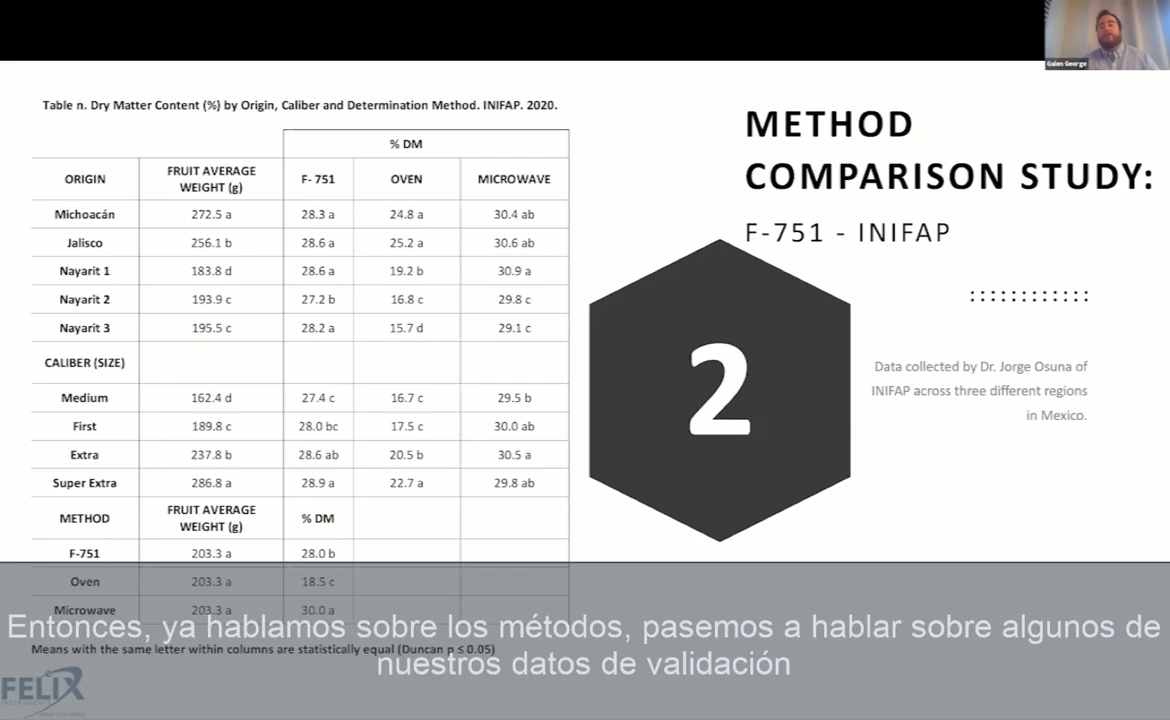 Galen George
Table n. Dry Matter Content (%) by Origin, Caliber and Determination Method. INIFAP. 2020.
% DM
ORIGIN FRUIT AVERAGE WEIGHT (g) F- 751 OVEN MICROWAVE
Michoacán 272.5 a 28.3 a 24.8 a 30.4 ab
Jalisco 256.1 b 28.6 a 25.2 a 30.6 ab
Nayarit 1 183.8 d 28.6 a 19.2 b 30.9 a
Nayarit 2 193.9 c 27.2 b 16.8 c 29.8 c
Nayarit 3 195.5 c 28.2 a 15.7 d 29.1 c
CALIBER (SIZE)
Medium 162.4 d 27.4 c 16.7 c 29.5 b
First 189.8 c 28.0 bc 17.5 c 30.0 ab
Extra 237.8 b 28.6 ab 20.5 b 30.5 a
Super Extra 286.8 a 28.9 a 22.7 a 29.8 ab
METHOD FRUIT AVERAGE WEIGHT (g) % DM
F-751 203.3 a 28.0 b
Oven 203.3 a 18.5 c
Microwave 203.3 a 30.0 a
Means with the same letter within columns are statistically equal (Duncan p ≤ 0.05)
METHOD
COMPARISON STUDY:
F-751 - INIFAP
2
Data collected by Dr. Jorge Osuna of
INIFAP across three different regions
in Mexico.
Entonces, ya hablamos sobre los métodos, pasemos a hablar sobre algunos de
nuestros datos de validación
FELIX
INSTRUMENTS